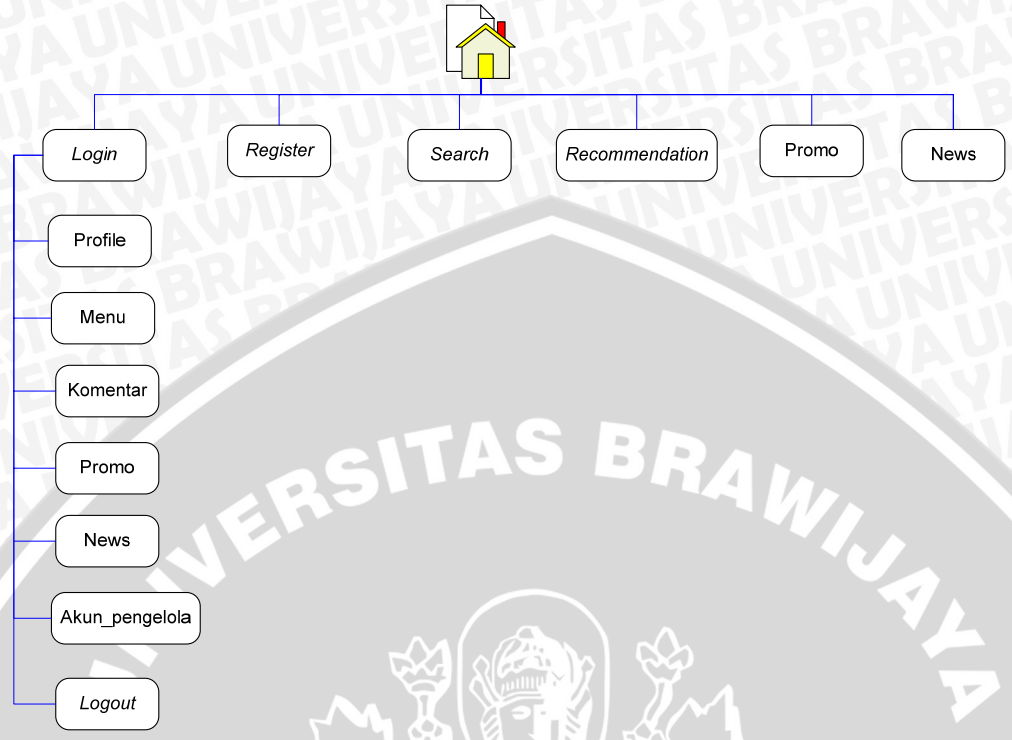 Login
Register
Search
Recommendation
Promo
News
Profile
Menu
Komentar
Promo
News
Akun_pengelola
Logout
UNIVERSITAS BRAWIJAYA